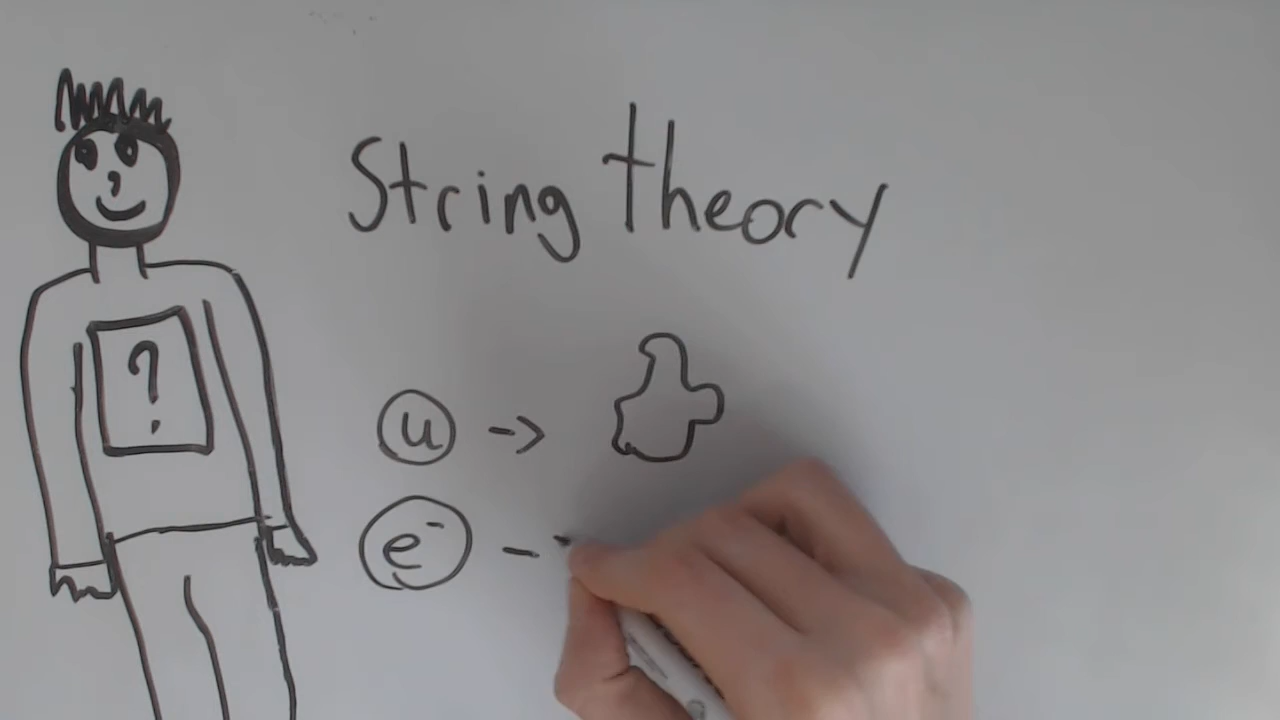 String theory
?
u ->
e⁻ -